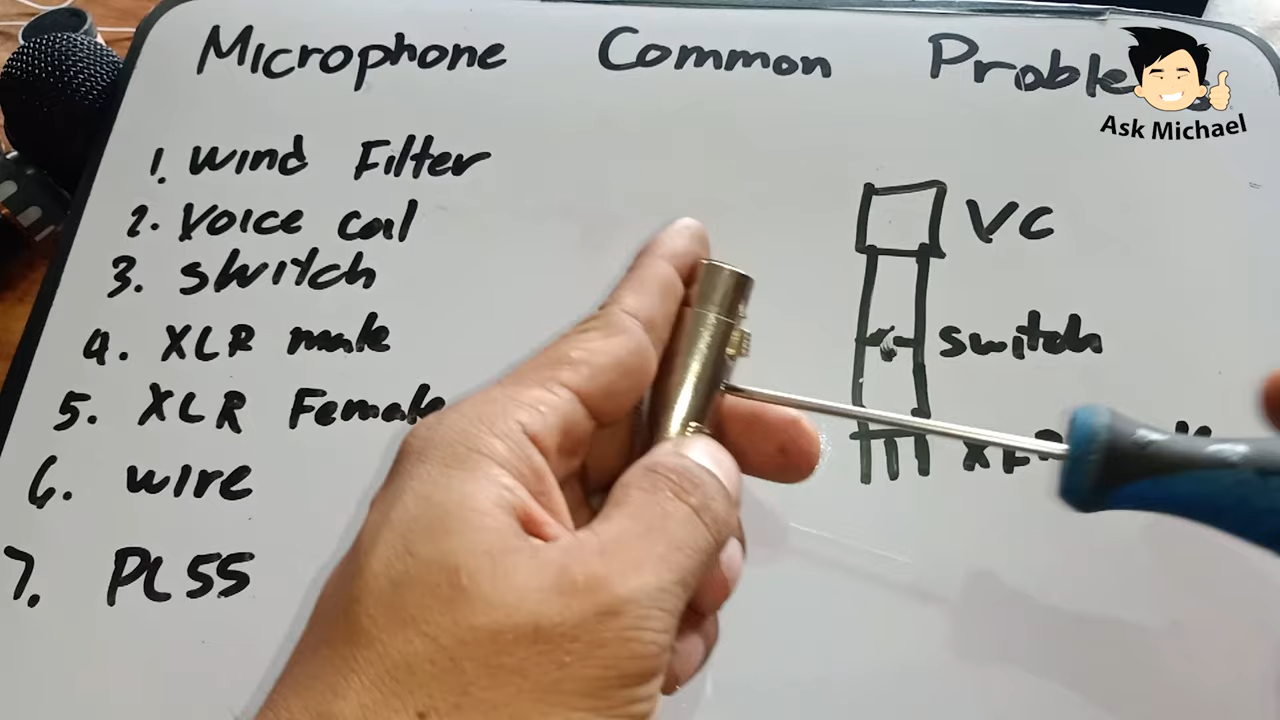 Microphone Common Proble
Ask Michael
1. Wind Filter
2. Voice coil
3. Switch
4. XLR male
5. XLR Female
6. Wire
7. PL55
VC
Switch